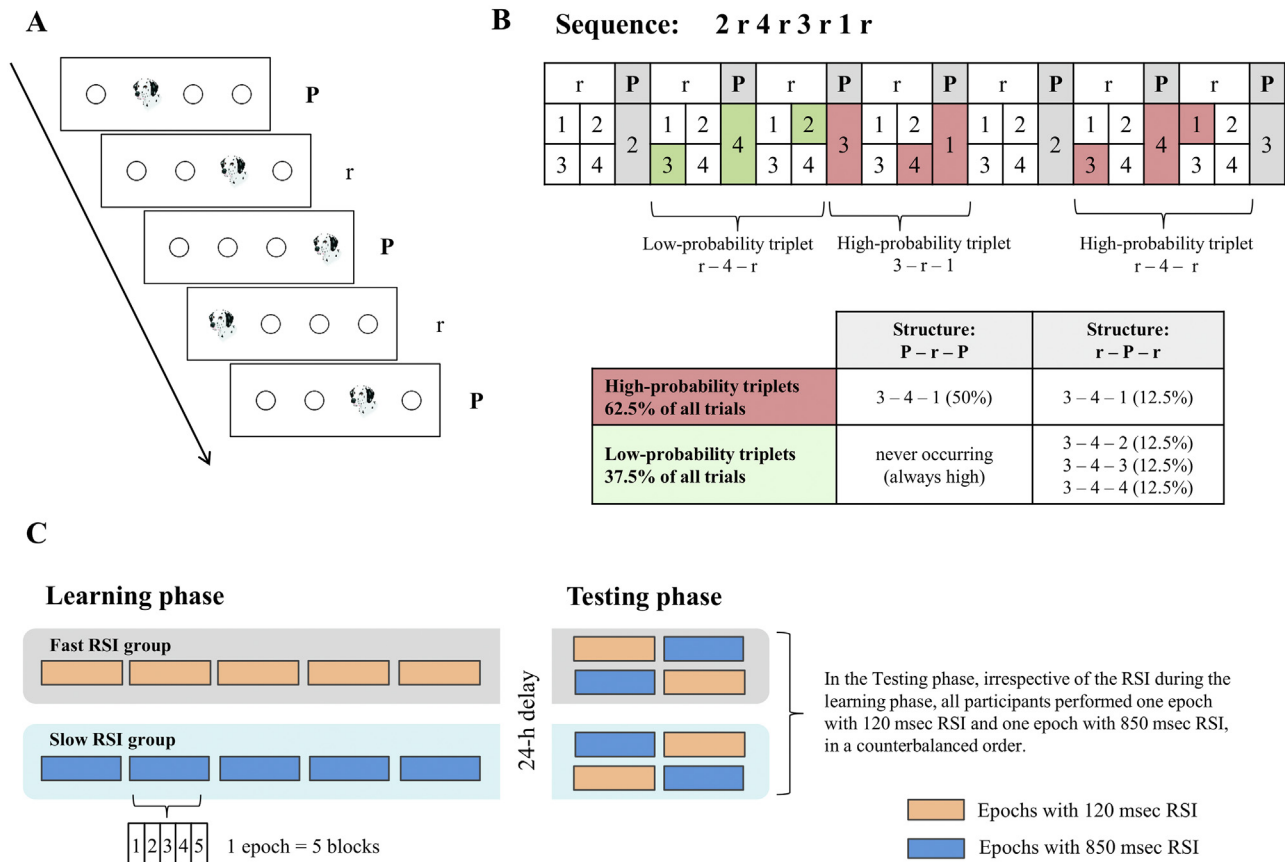 A
P
r
P
r
P
B
Sequence: 2 r 4 r 3 r 1 r
r P r P r P r P r P r P r P
1 2 2 1 2 4 1 2 3 1 2 1 1 2 2 1 2 4 1 2 3
3 4 3 4 3 4 3 4 3 4 3 4 3 4
Low-probability triplet
r – 4 – r
High-probability triplet
3 – r – 1
High-probability triplet
r – 4 – r
Structure:
P – r – P
Structure:
r – P – r
High-probability triplets
62.5% of all trials
3 – 4 – 1 (50%)
3 – 4 – 1 (12.5%)
Low-probability triplets
37.5% of all trials
never occurring
(always high)
3 – 4 – 2 (12.5%)
3 – 4 – 3 (12.5%)
3 – 4 – 4 (12.5%)
C
Learning phase
Fast RSI group
Slow RSI group
1 2 3 4 5
1 epoch = 5 blocks
24-h delay
Testing phase
In the Testing phase, irrespective of the RSI during the
learning phase, all participants performed one epoch
with 120 msec RSI and one epoch with 850 msec RSI,
in a counterbalanced order.
Epochs with 120 msec RSI
Epochs with 850 msec RSI